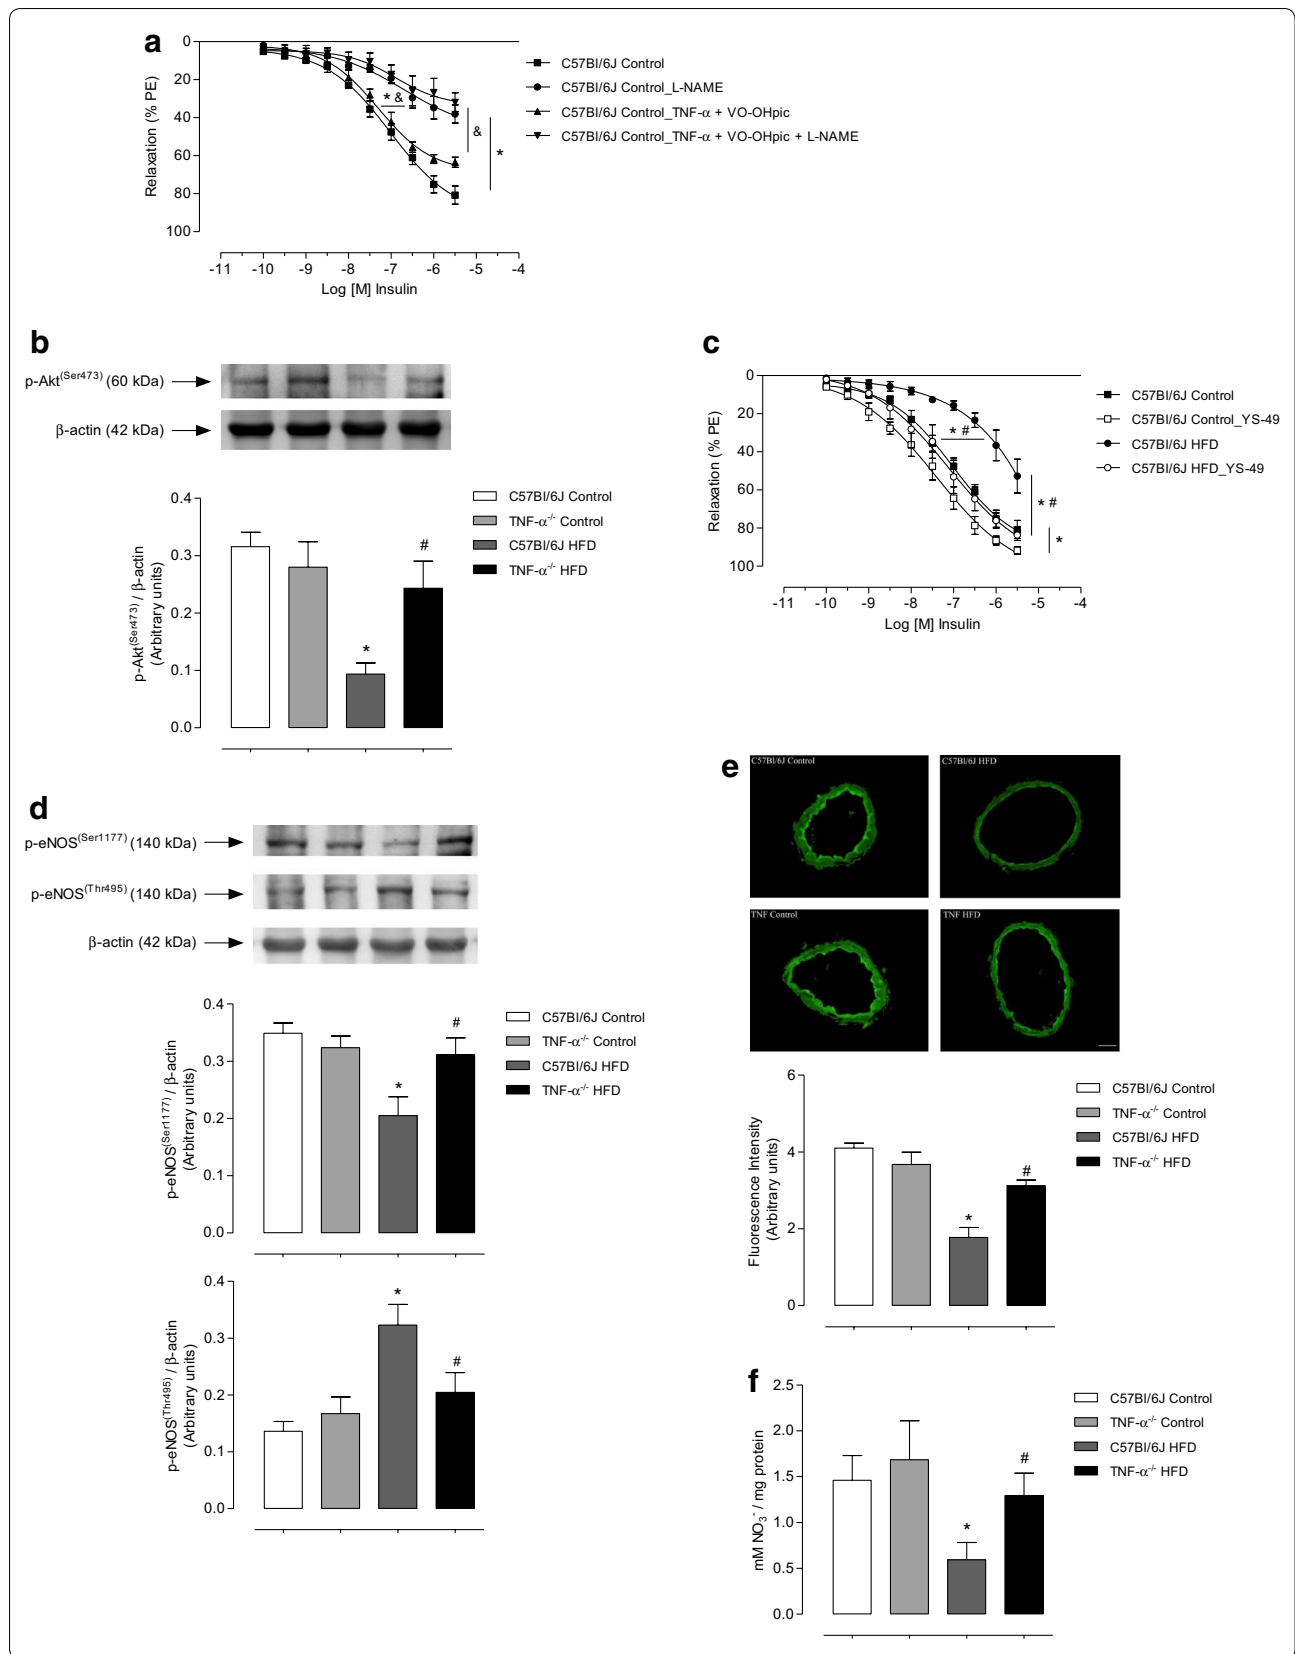 a
0
20
40
60
80
100
Relaxation (% PE)
* &
&
*
-11 -10 -9 -8 -7 -6 -5 -4
Log [M] Insulin
C57Bl/6J Control
C57Bl/6J Control_L-NAME
C57Bl/6J Control_TNF-α + VO-OHpic
C57Bl/6J Control_TNF-α + VO-OHpic + L-NAME
b
p-Akt(Ser473) (60 kDa)
β-actin (42 kDa)
0.4
0.3
0.2
0.1
0.0
p-Akt(Ser473) / β-actin
(Arbitrary units)
*
#
C57Bl/6J Control
TNF-α-/- Control
C57Bl/6J HFD
TNF-α-/- HFD
c
0
20
40
60
80
100
Relaxation (% PE)
* #
* #
*
-11 -10 -9 -8 -7 -6 -5 -4
Log [M] Insulin
C57Bl/6J Control
C57Bl/6J Control_YS-49
C57Bl/6J HFD
C57Bl/6J HFD_YS-49
d
p-eNOS(Ser1177) (140 kDa)
p-eNOS(Thr495) (140 kDa)
β-actin (42 kDa)
0.4
0.3
0.2
0.1
0.0
p-eNOS(Ser1177) / β-actin
(Arbitrary units)
*
#
C57Bl/6J Control
TNF-α-/- Control
C57Bl/6J HFD
TNF-α-/- HFD
0.4
0.3
0.2
0.1
0.0
p-eNOS(Thr495) / β-actin
(Arbitrary units)
*
#
e
C57Bl/6J Control
C57Bl/6J HFD
TNF Control
TNF HFD
6
4
2
0
Fluorescence Intensity
(Arbitrary units)
*
#
C57Bl/6J Control
TNF-α-/- Control
C57Bl/6J HFD
TNF-α-/- HFD
f
2.5
2.0
1.5
1.0
0.5
0.0
mM NO3- / mg protein
*
#
C57Bl/6J Control
TNF-α-/- Control
C57Bl/6J HFD
TNF-α-/- HFD